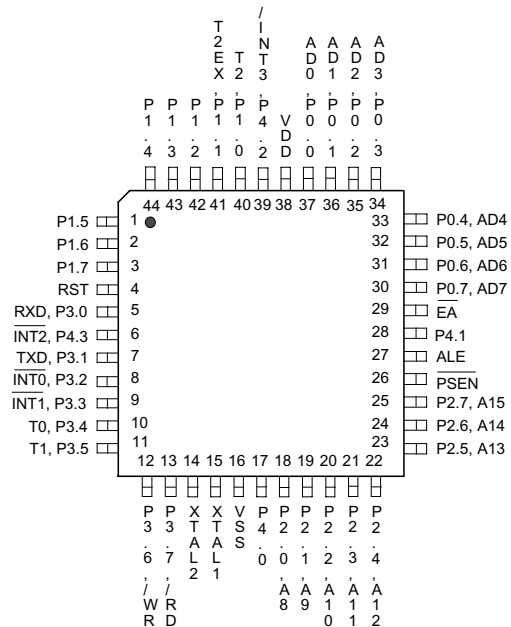 P1.4
P1.3
P1.2
T2EX,P1.1
T2,P1.0
/INT3,P4.2
VDD
AD0,P0.0
AD1,P0.1
AD2,P0.2
AD3,P0.3
44 43 42 41 40 39 38 37 36 35 34
P1.5 1
P1.6 2
P1.7 3
RST 4
RXD, P3.0 5
INT2, P4.3 6
TXD, P3.1 7
INT0, P3.2 8
INT1, P3.3 9
T0, P3.4 10
T1, P3.5 11
33 P0.4, AD4
32 P0.5, AD5
31 P0.6, AD6
30 P0.7, AD7
29 EA
28 P4.1
27 ALE
26 PSEN
25 P2.7, A15
24 P2.6, A14
23 P2.5, A13
12 13 14 15 16 17 18 19 20 21 22
P3.6,/WR
P3.7,/RD
XTAL2
XTAL1
VSS
P4.0
P2.0,A8
P2.1,A9
P2.2,A10
P2.3,A11
P2.4,A12